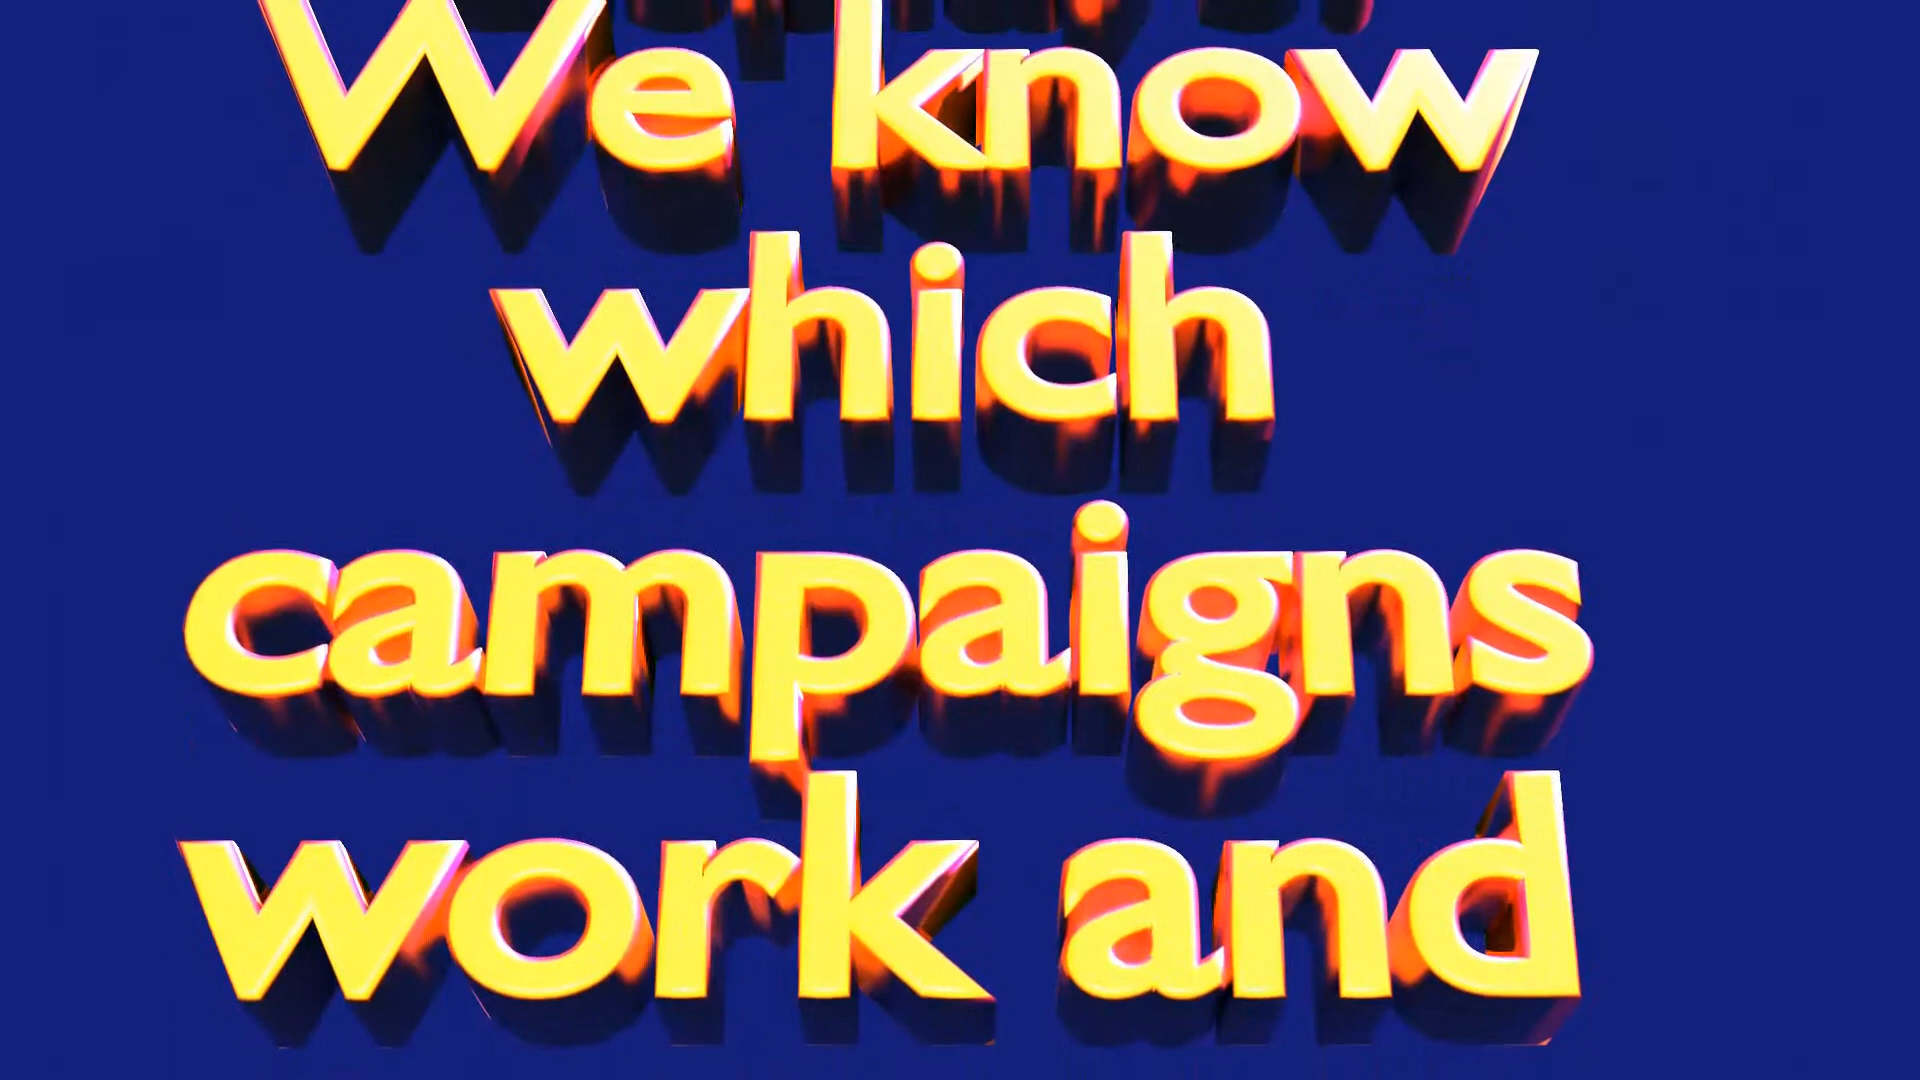 We know
which
campaigns
work and